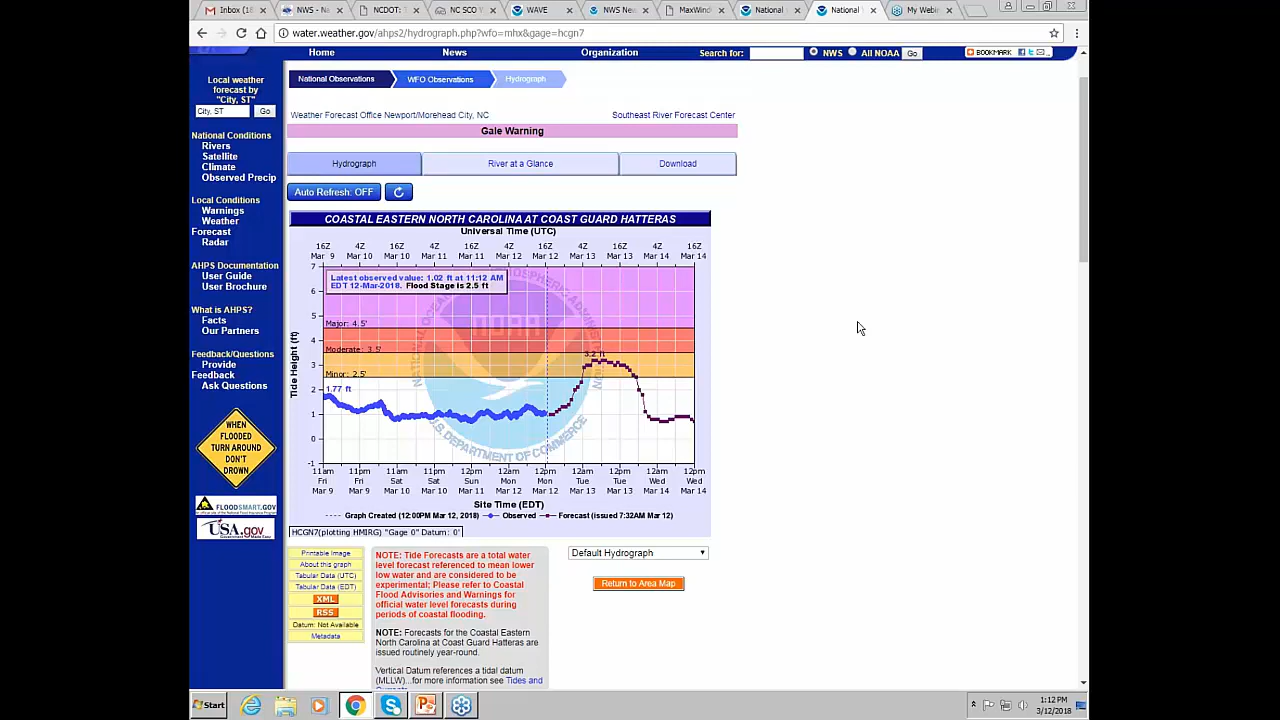 Inbox (18
NWS - Na
NCDOT:
NC SCO W
WAVE
NWS New
MaxWind
National
National
My Webin
water.weather.gov/ahps2/hydrograph.php?wfo=mhx&gage=hcgn7
Home News Organization Search for: NWS All NOAA Go
BOOKMARK
Local weather
forecast by
"City, ST"
City, ST Go
National Conditions
Rivers
Satellite
Climate
Observed Precip
Local Conditions
Warnings
Weather
Forecast
Radar
AHPS Documentation
User Guide
User Brochure
What is AHPS?
Facts
Our Partners
Feedback/Questions
Provide
Feedback
Ask Questions
WHEN
FLOODED
TURN AROUND
DON'T
DROWN
FLOODSMART.GOV
USA.gov
National Observations WFO Observations Hydrograph
Weather Forecast Office Newport/Morehead City, NC Southeast River Forecast Center
Gale Warning
Hydrograph River at a Glance Download
Auto Refresh: OFF
COASTAL EASTERN NORTH CAROLINA AT COAST GUARD HATTERAS
Universal Time (UTC)
16Z 4Z 16Z 4Z 16Z 4Z 16Z 4Z 16Z 4Z 16Z
Mar 9 Mar 10 Mar 10 Mar 11 Mar 11 Mar 12 Mar 12 Mar 13 Mar 13 Mar 14 Mar 14
Latest observed value: 1.02 ft at 11:12 AM
EDT 12-Mar-2018. Flood Stage is 2.5 ft
7
6
5
4
3
2
1
0
-1
Tide Height (ft)
Major: 4.5'
Moderate: 3.5'
Minor: 2.5'
3.2 ft
1.77 ft
NOAA
NATIONAL OCEANIC AND ATMOSPHERIC ADMINISTRATION
U.S. DEPARTMENT OF COMMERCE
11am 11pm 11am 11pm 12pm 12am 12pm 12am 12pm 12am 12pm
Fri Fri Sat Sat Sun Mon Mon Tue Tue Wed Wed
Mar 9 Mar 9 Mar 10 Mar 10 Mar 11 Mar 12 Mar 12 Mar 13 Mar 13 Mar 14 Mar 14
Site Time (EDT)
Graph Created (12:00PM Mar 12, 2018) Observed Forecast (issued 7:32AM Mar 12)
HCGN7(plotting HMIRG) "Gage 0" Datum: 0'
Printable Image
About this graph
Tabular Data (UTC)
Tabular Data (EDT)
XML
RSS
Datum: Not Available
Metadata
NOTE: Tide Forecasts are a total water
level forecast referenced to mean lower
low water and are considered to be
experimental; Please refer to Coastal
Flood Advisories and Warnings for
official water level forecasts during
periods of coastal flooding.
NOTE: Forecasts for the Coastal Eastern
North Carolina at Coast Guard Hatteras are
issued routinely year-round.
Vertical Datum references a tidal datum
(MLLW)...for more information see Tides and
Default Hydrograph
Return to Area Map
Start
1:12 PM
3/12/2018